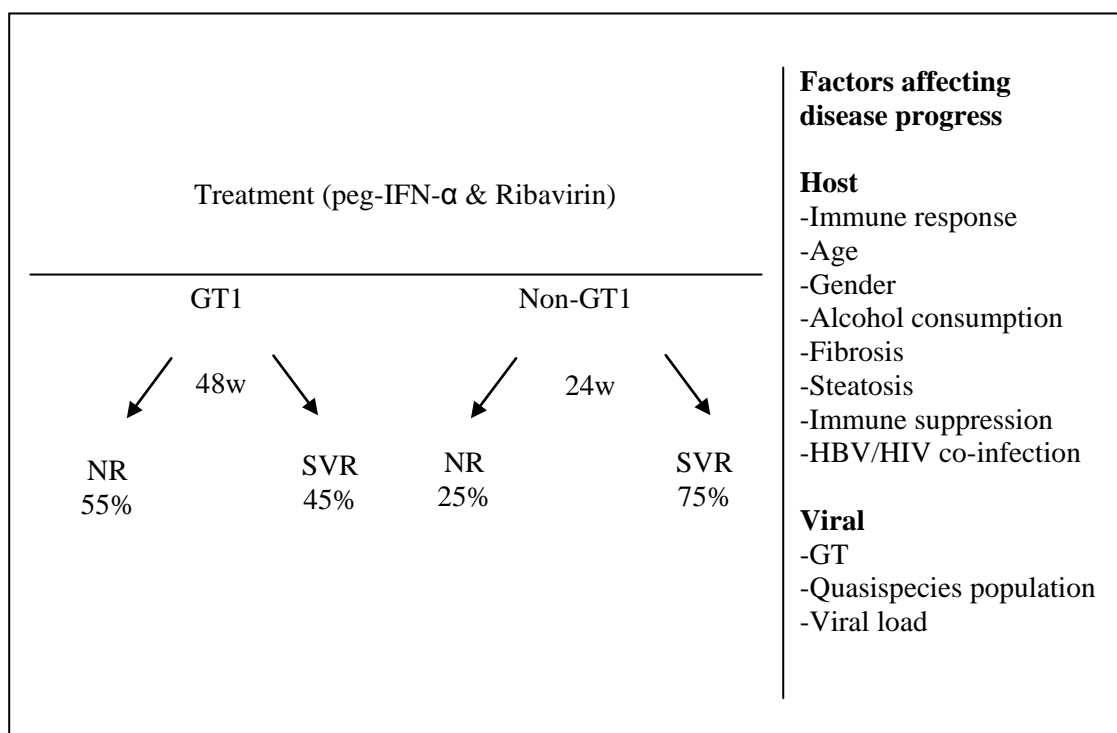 Treatment (peg-IFN-α & Ribavirin)
GT1
Non-GT1
48w
24w
NR
55%
SVR
45%
NR
25%
SVR
75%
Factors affecting
disease progress
Host
-Immune response
-Age
-Gender
-Alcohol consumption
-Fibrosis
-Steatosis
-Immune suppression
-HBV/HIV co-infection
Viral
-GT
-Quasispecies population
-Viral load